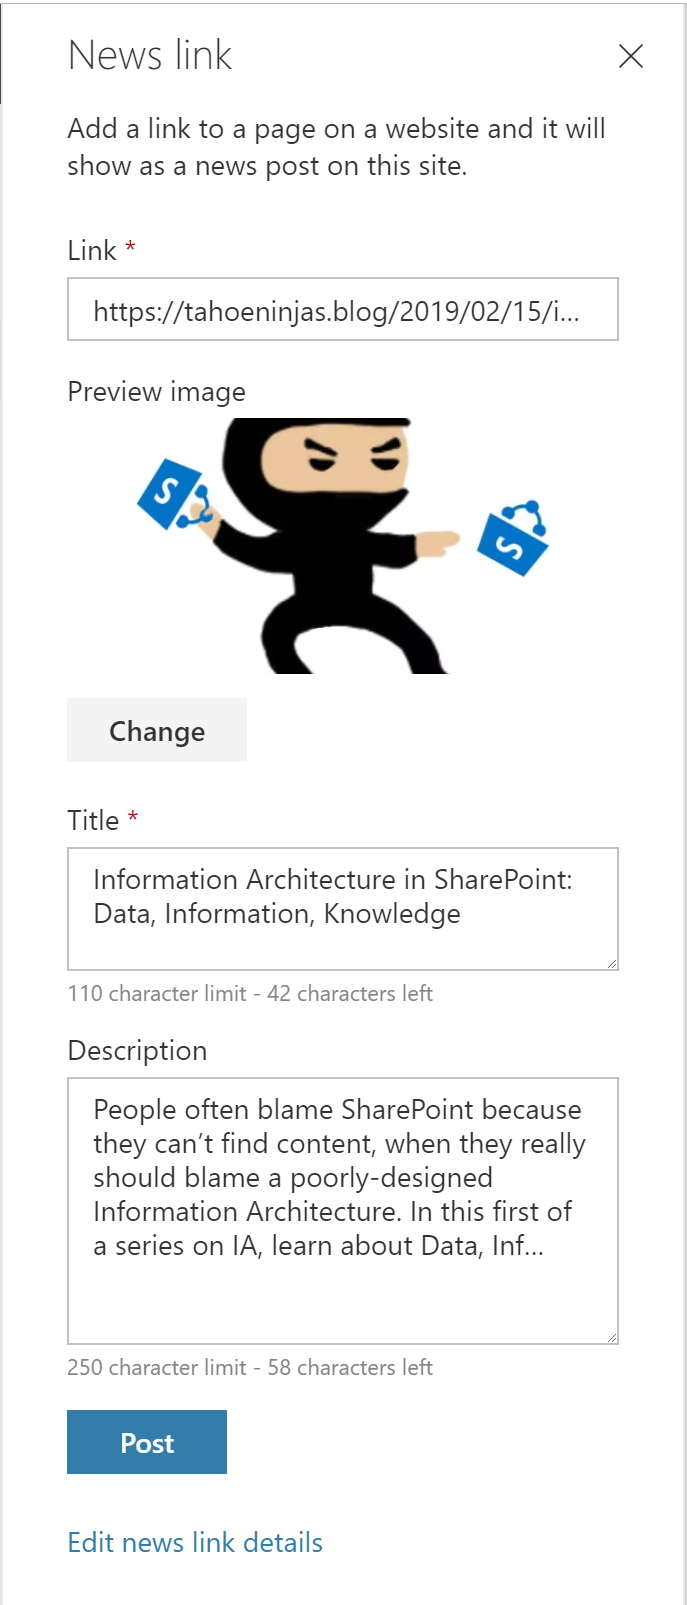 News link
Add a link to a page on a website and it will
show as a news post on this site.
Link *
https://tahoeninjas.blog/2019/02/15/i...
Preview image
S
S
Change
Title *
Information Architecture in SharePoint:
Data, Information, Knowledge
110 character limit - 42 characters left
Description
People often blame SharePoint because
they can’t find content, when they really
should blame a poorly-designed
Information Architecture. In this first of
a series on IA, learn about Data, Inf...
250 character limit - 58 characters left
Post
Edit news link details